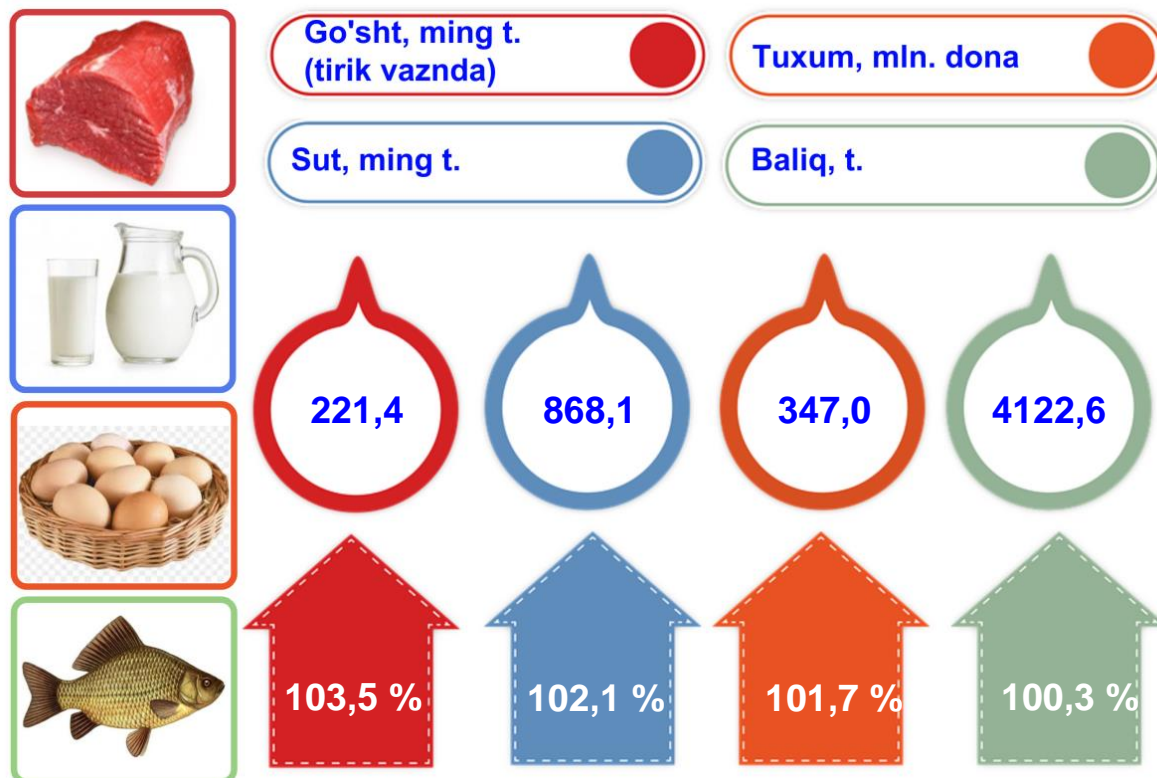 Go'sht, ming t.
(tirik vaznda)
Tuxum, mln. dona
Sut, ming t.
Baliq, t.
221,4
868,1
347,0
4122,6
103,5 %
102,1 %
101,7 %
100,3 %